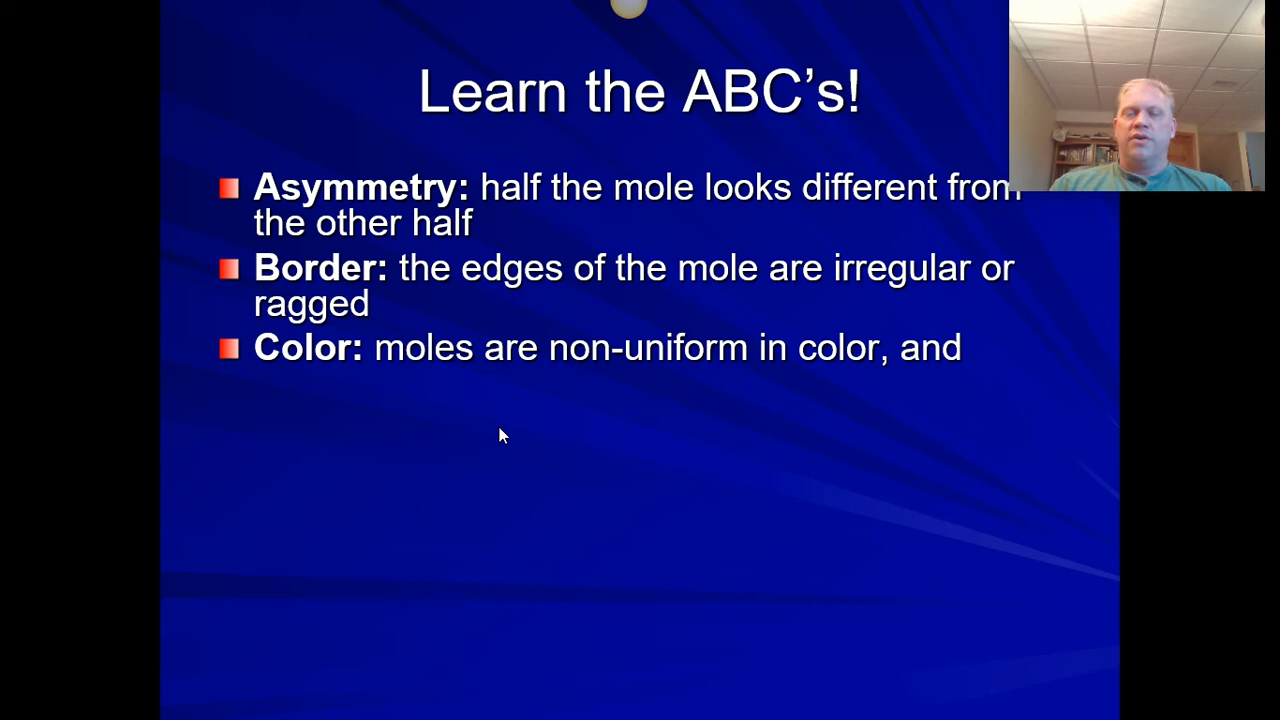 Learn the ABC’s!
Asymmetry: half the mole looks different from
the other half
Border: the edges of the mole are irregular or
ragged
Color: moles are non-uniform in color, and